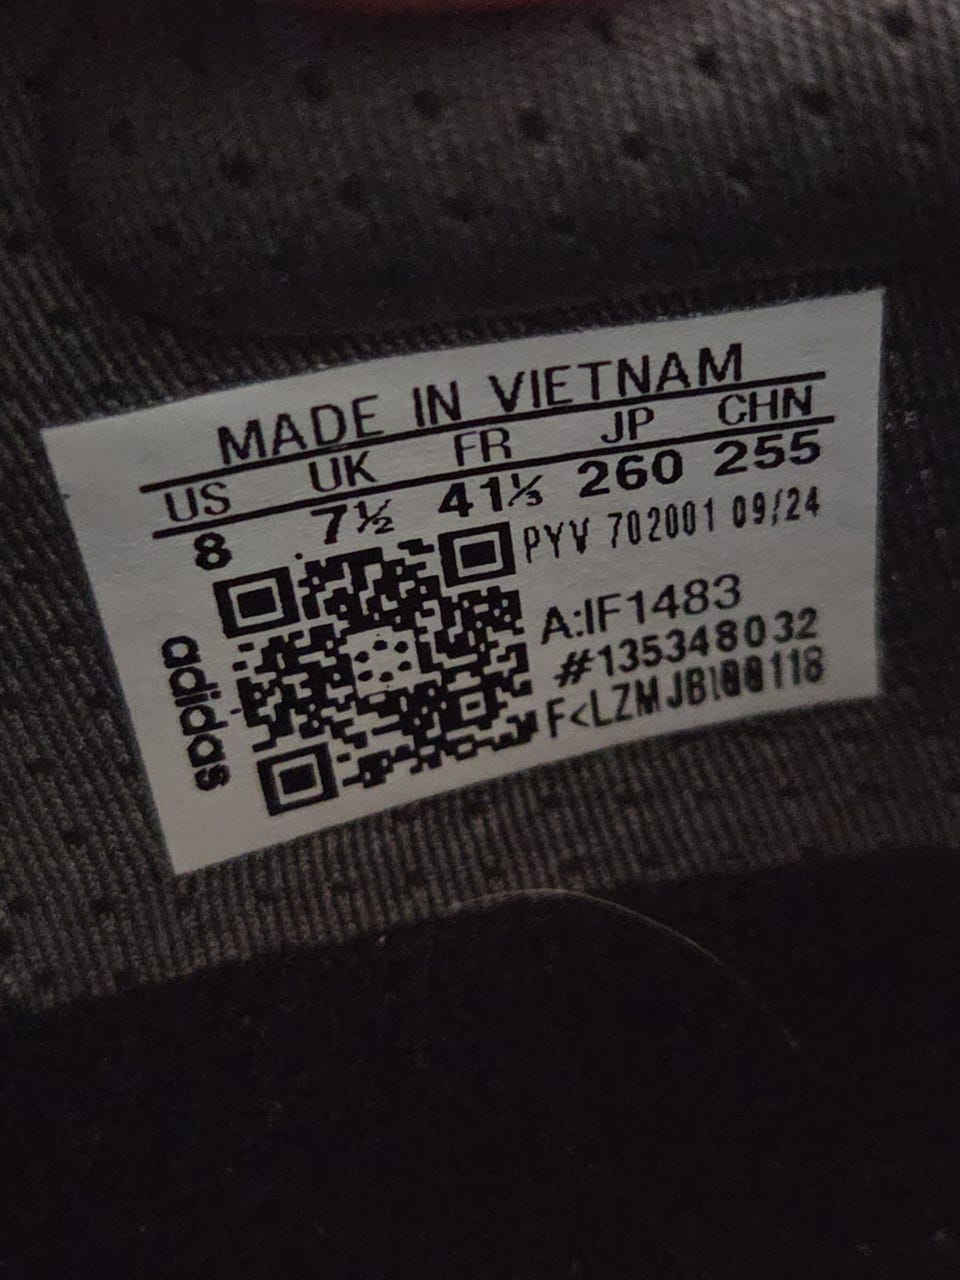 MADE IN VIETNAM
US UK FR JP CHN
8 7½ 41⅓ 260 255
PYV 702001 09/24
A:IF1483
#135348032
adidas